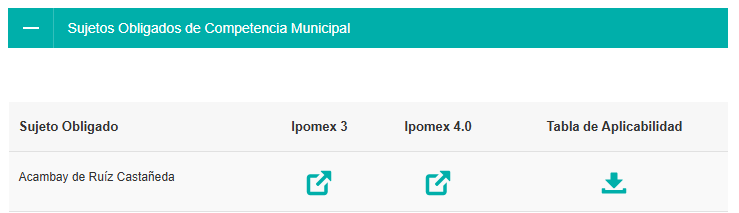 Sujetos Obligados de Competencia Municipal
Sujeto Obligado Ipomex 3 Ipomex 4.0 Tabla de Aplicabilidad
Acambay de Ruíz Castañeda